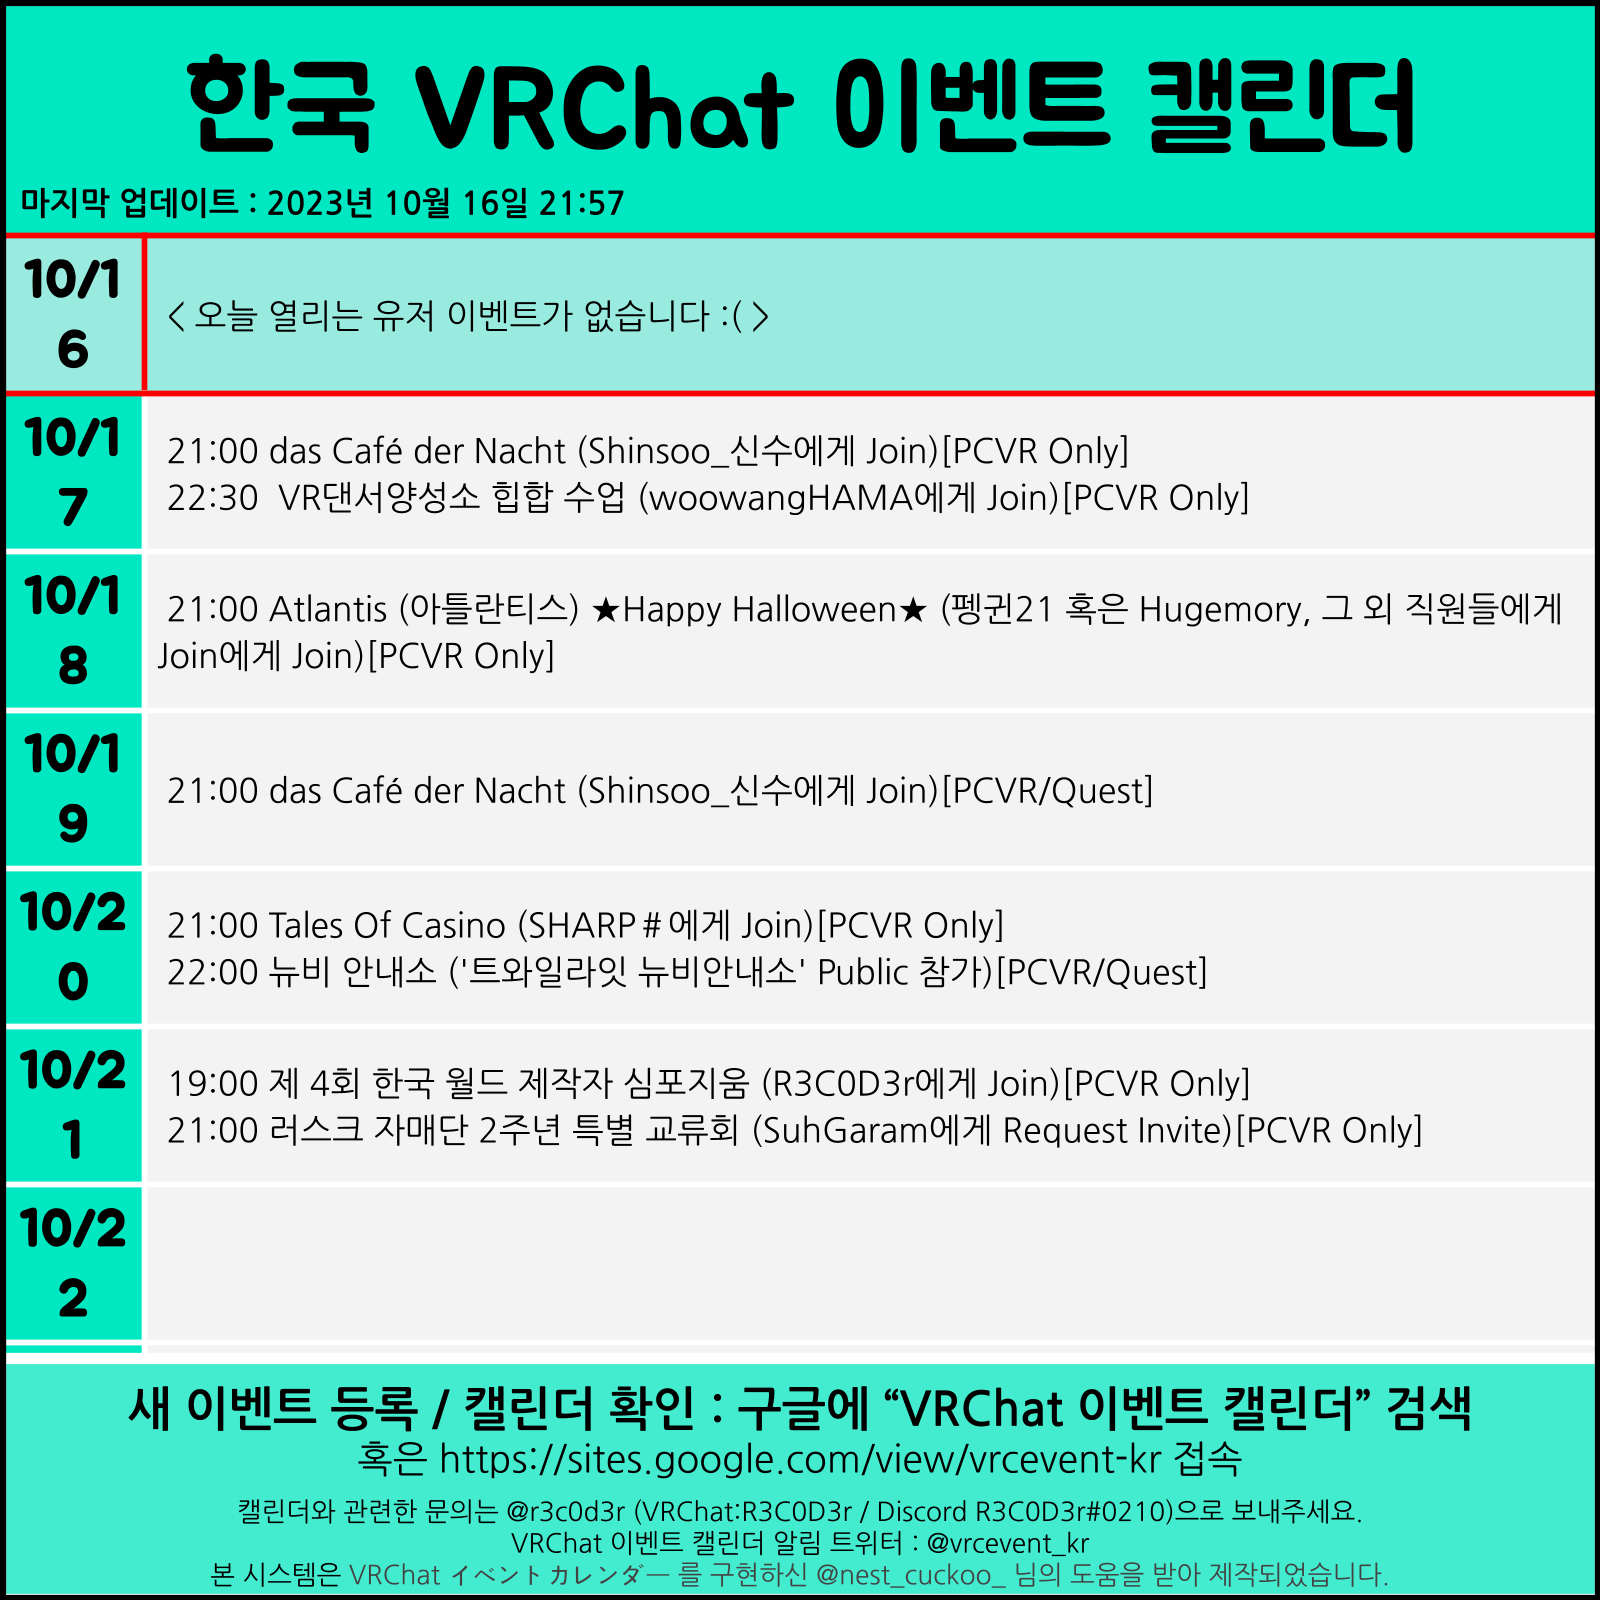 한국 VRChat 이벤트 캘린더
마지막 업데이트 : 2023년 10월 16일 21:57
10/1
6
< 오늘 열리는 유저 이벤트가 없습니다 :( >
10/1
7
21:00 das Café der Nacht (Shinsoo_신수에게 Join)[PCVR Only]
22:30  VR댄서양성소 힙합 수업 (woowangHAMA에게 Join)[PCVR Only]
10/1
8
21:00 Atlantis (아틀란티스) ★Happy Halloween★ (펭귄21 혹은 Hugemory, 그 외 직원들에게
Join에게 Join)[PCVR Only]
10/1
9
21:00 das Café der Nacht (Shinsoo_신수에게 Join)[PCVR/Quest]
10/2
0
21:00 Tales Of Casino (SHARP＃에게 Join)[PCVR Only]
22:00 뉴비 안내소 ('트와일라잇 뉴비안내소' Public 참가)[PCVR/Quest]
10/2
1
19:00 제 4회 한국 월드 제작자 심포지움 (R3C0D3r에게 Join)[PCVR Only]
21:00 러스크 자매단 2주년 특별 교류회 (SuhGaram에게 Request Invite)[PCVR Only]
10/2
2
새 이벤트 등록 / 캘린더 확인 : 구글에 “VRChat 이벤트 캘린더” 검색
혹은 https://sites.google.com/view/vrcevent-kr 접속
캘린더와 관련한 문의는 @r3c0d3r (VRChat:R3C0D3r / Discord R3C0D3r#0210)으로 보내주세요.
VRChat 이벤트 캘린더 알림 트위터 : @vrcevent_kr
본 시스템은 VRChat イベントカレンダー 를 구현하신 @nest_cuckoo_ 님의 도움을 받아 제작되었습니다.